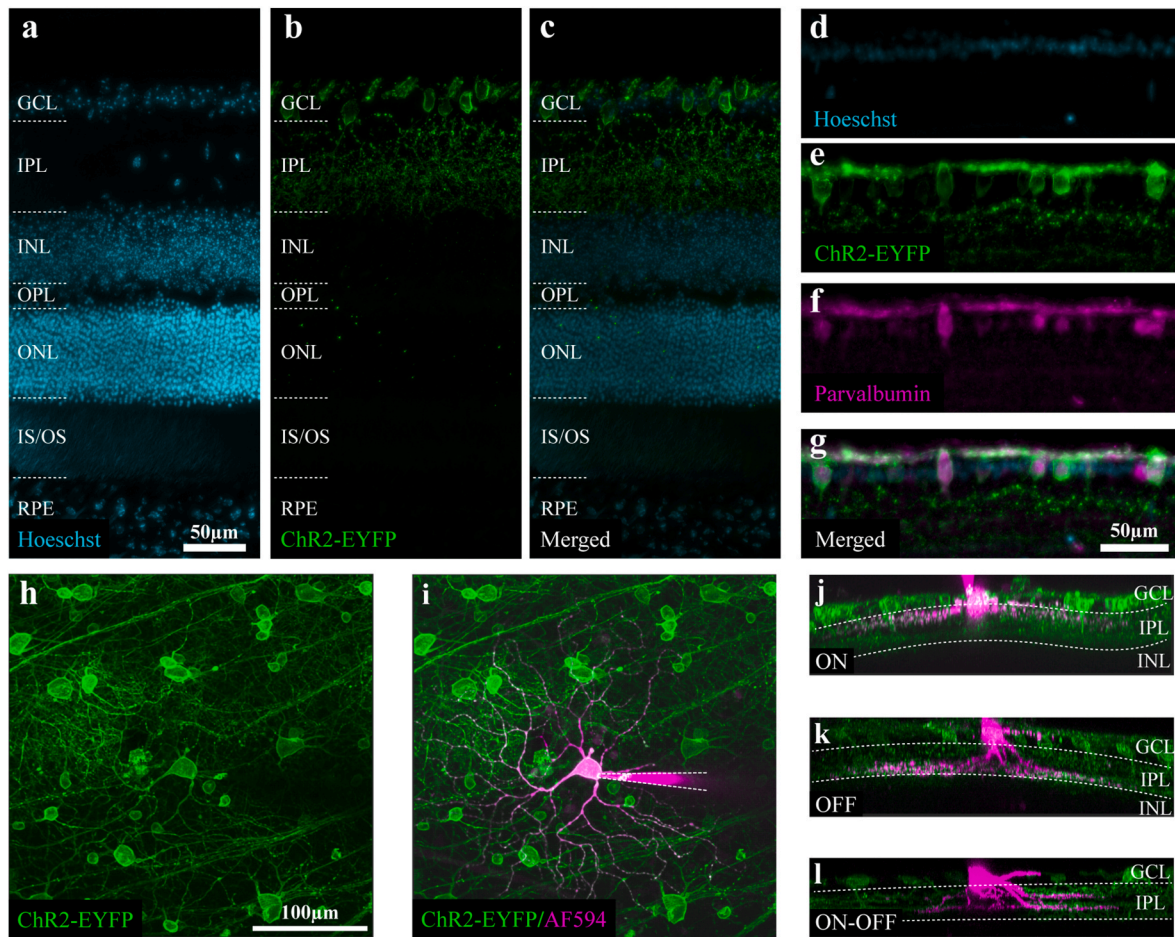 a
GCL
IPL
INL
OPL
ONL
IS/OS
RPE
Hoeschst
50μm
b
GCL
IPL
INL
OPL
ONL
IS/OS
RPE
ChR2-EYFP
c
GCL
IPL
INL
OPL
ONL
IS/OS
RPE
Merged
d
Hoeschst
e
ChR2-EYFP
f
Parvalbumin
g
Merged
50μm
h
ChR2-EYFP
100μm
i
ChR2-EYFP/AF594
j
GCL
IPL
INL
ON
k
GCL
IPL
INL
OFF
l
GCL
IPL
ON-OFF